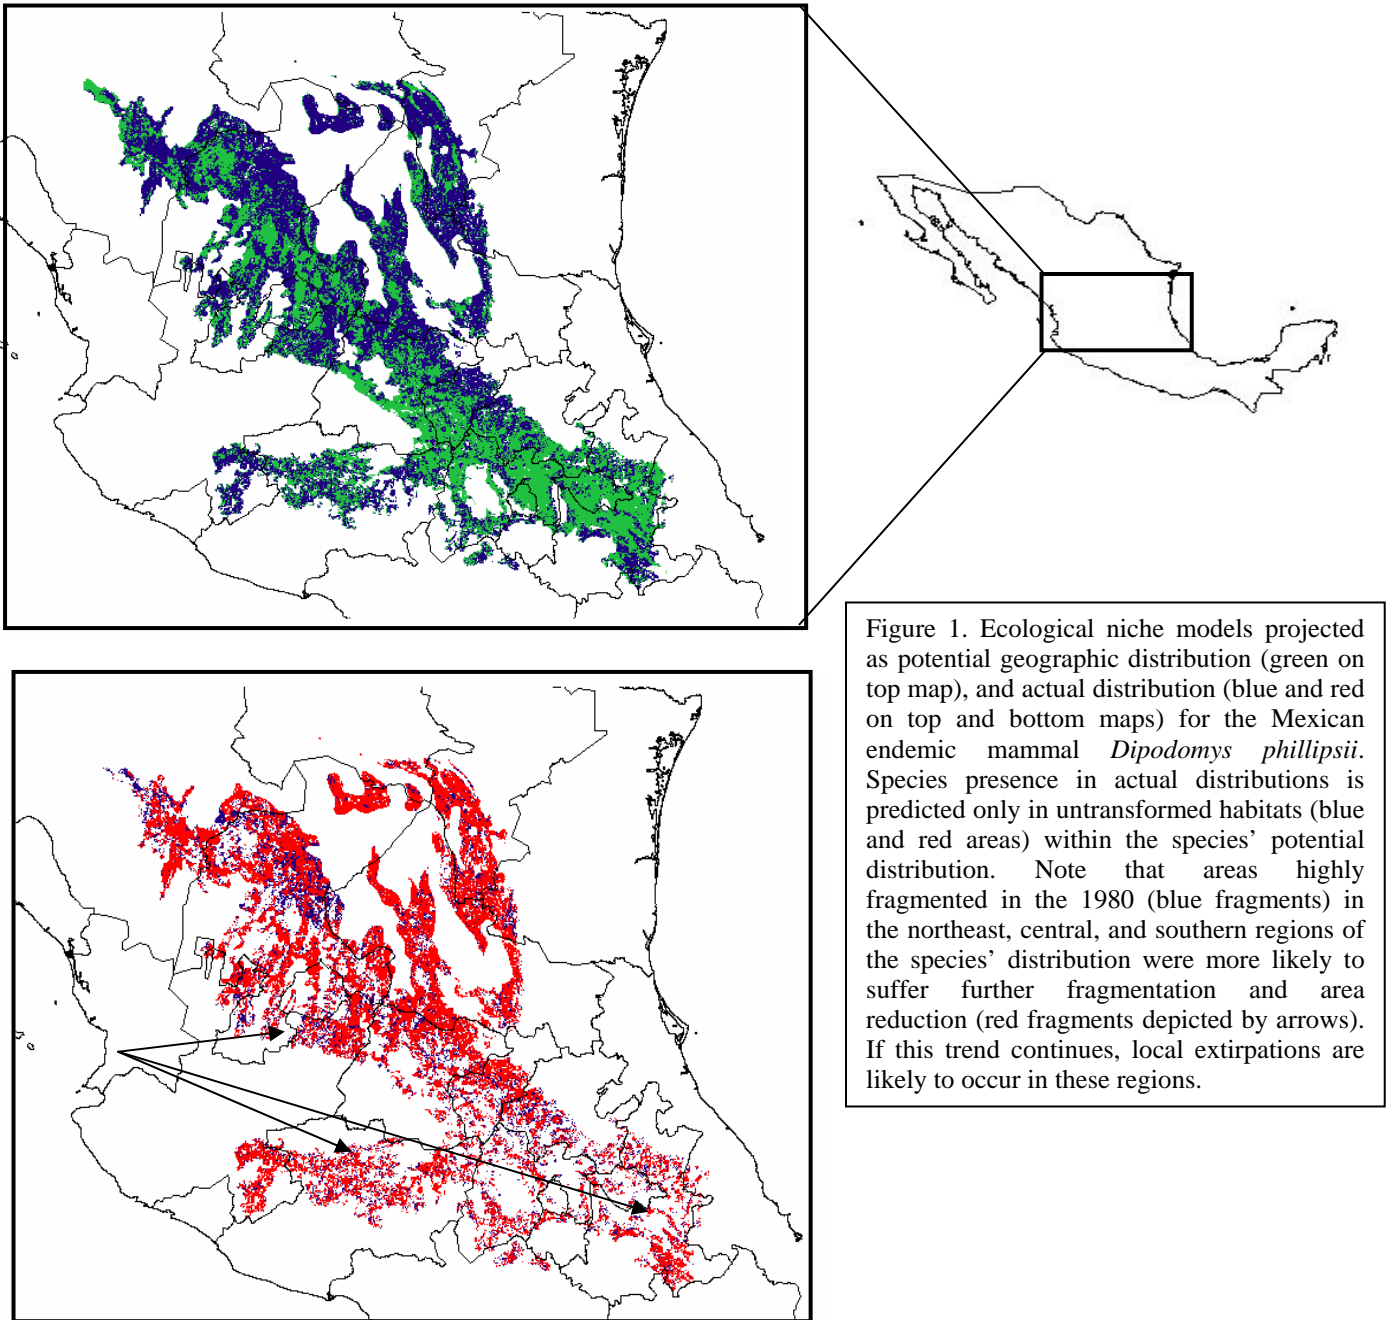 Figure 1. Ecological niche models projected
as potential geographic distribution (green on
top map), and actual distribution (blue and red
on top and bottom maps) for the Mexican
endemic mammal Dipodomys phillipsii.
Species presence in actual distributions is
predicted only in untransformed habitats (blue
and red areas) within the species’ potential
distribution. Note that areas highly
fragmented in the 1980 (blue fragments) in
the northeast, central, and southern regions of
the species’ distribution were more likely to
suffer further fragmentation and area
reduction (red fragments depicted by arrows).
If this trend continues, local extirpations are
likely to occur in these regions.